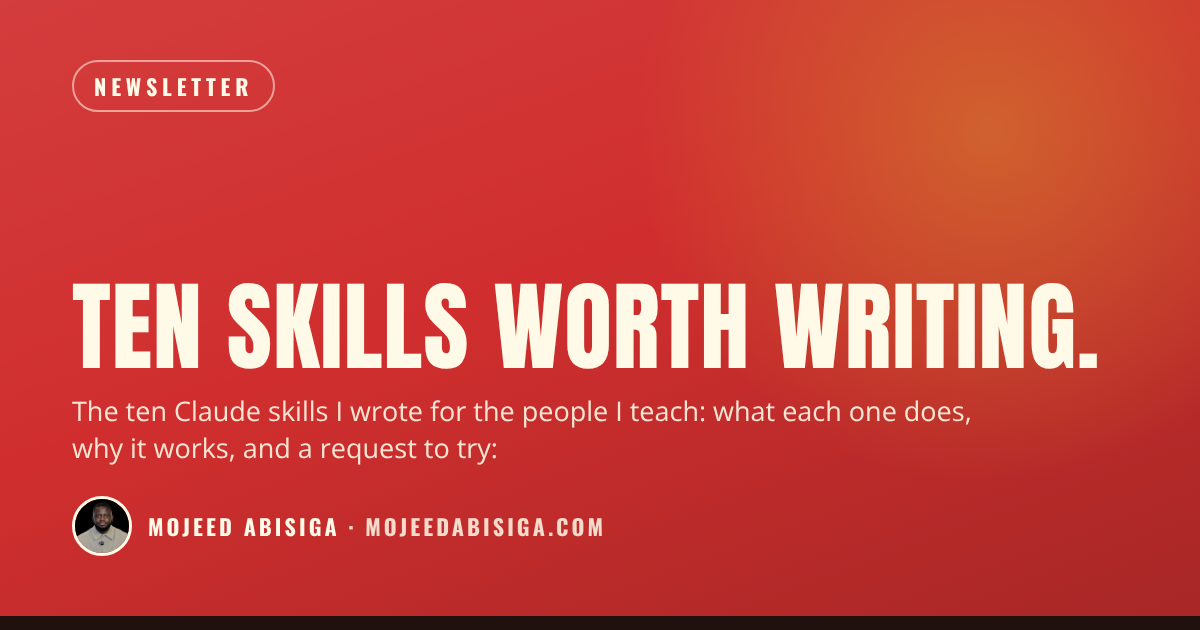 NEWSLETTER
TEN SKILLS WORTH WRITING.
The ten Claude skills I wrote for the people I teach: what each one does,
why it works, and a request to try:
MOJEED ABISIGA · MOJEEDABISIGA.COM